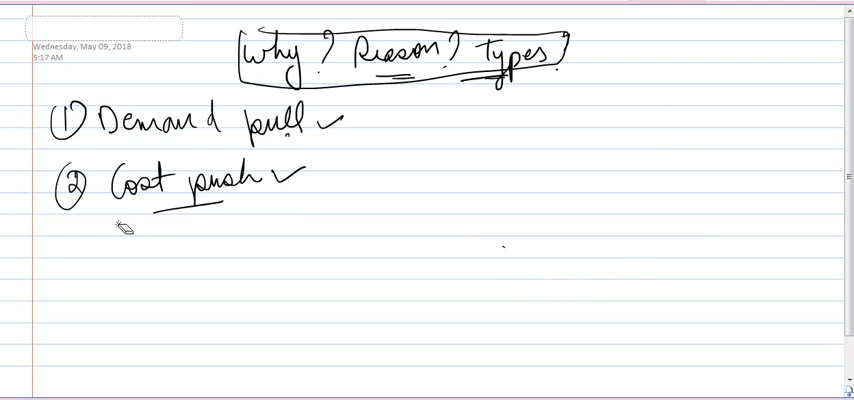 Wednesday, May 09, 2018
5:17 AM
Why? Reason? Types?
① Demand pull ✓
② Cost push ✓